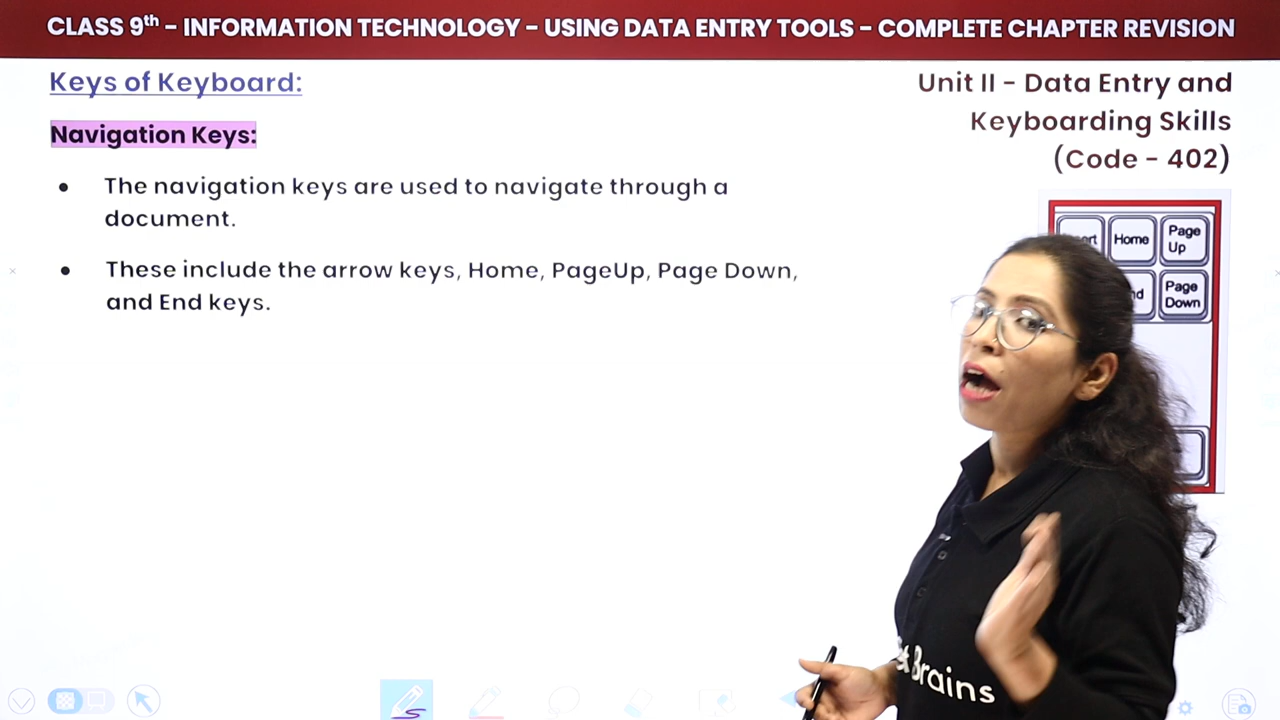 CLASS 9th – INFORMATION TECHNOLOGY – USING DATA ENTRY TOOLS – COMPLETE CHAPTER REVISION
Keys of Keyboard:
Unit II – Data Entry and
Keyboarding Skills
(Code – 402)
Navigation Keys:
● The navigation keys are used to navigate through a
document.
● These include the arrow keys, Home, PageUp, Page Down,
and End keys.
Home
Page
Up
Page
Down
Brains